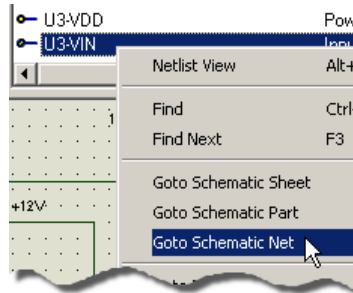 U3-VDD Pow
U3-VIN Inpu
Netlist View Alt+
1
Find Ctrl-
Find Next F3
Goto Schematic Sheet
+12V
Goto Schematic Part
Goto Schematic Net